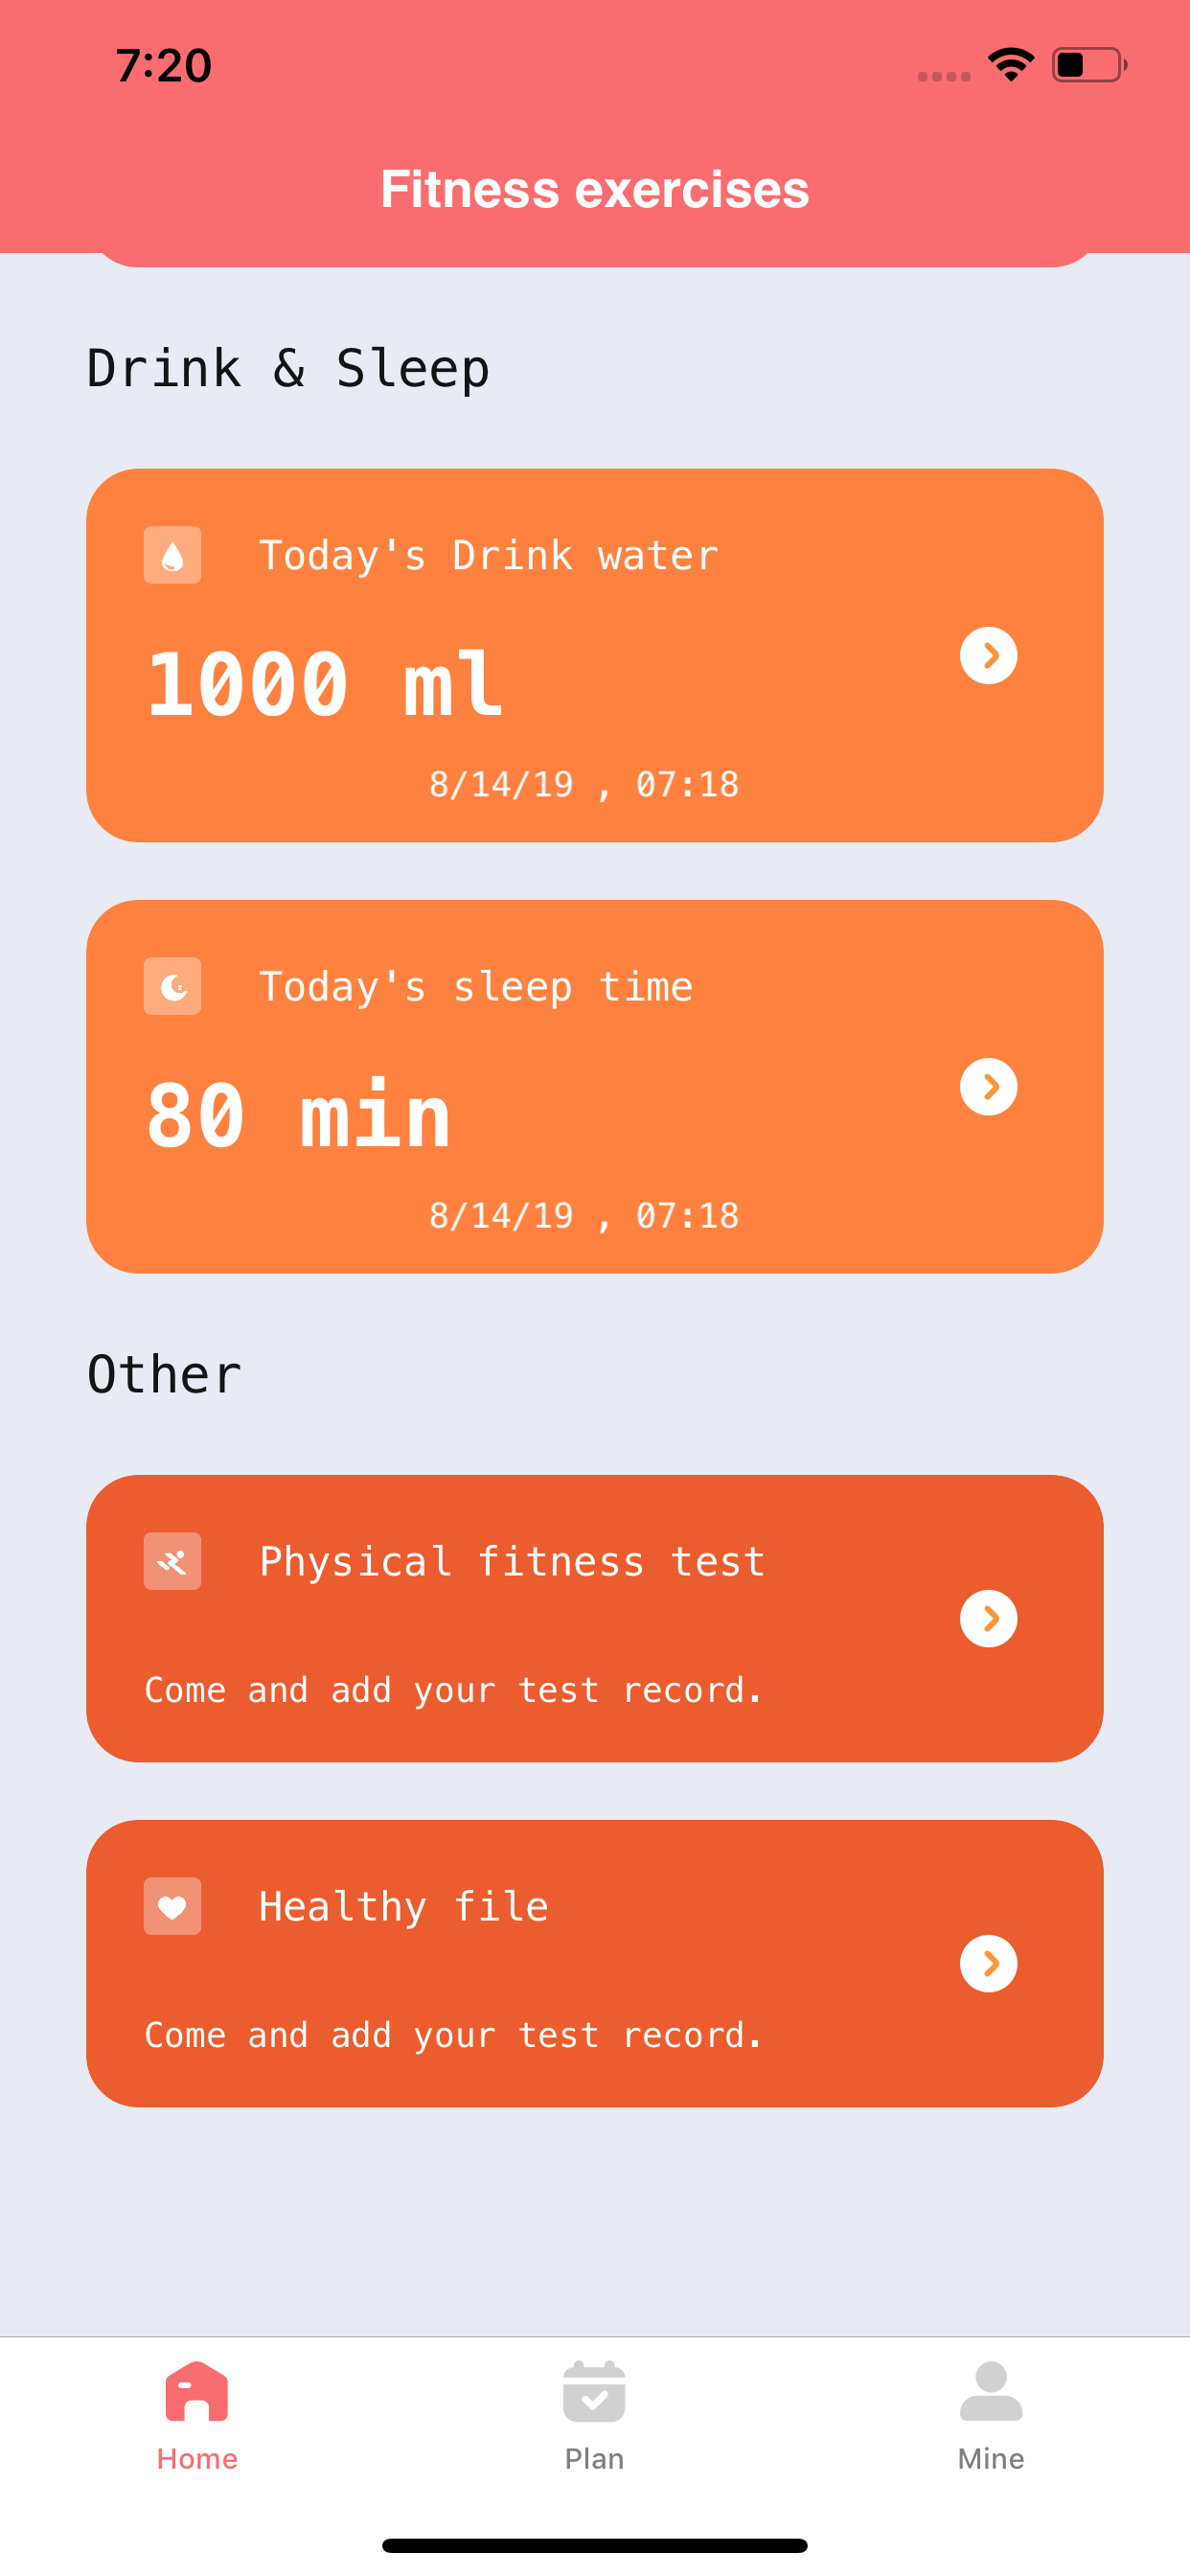 7:20
Fitness exercises
Drink & Sleep
Today's Drink water
1000 ml
8/14/19 , 07:18
Today's sleep time
80 min
8/14/19 , 07:18
Other
Physical fitness test
Come and add your test record.
Healthy file
Come and add your test record.
Home
Plan
Mine